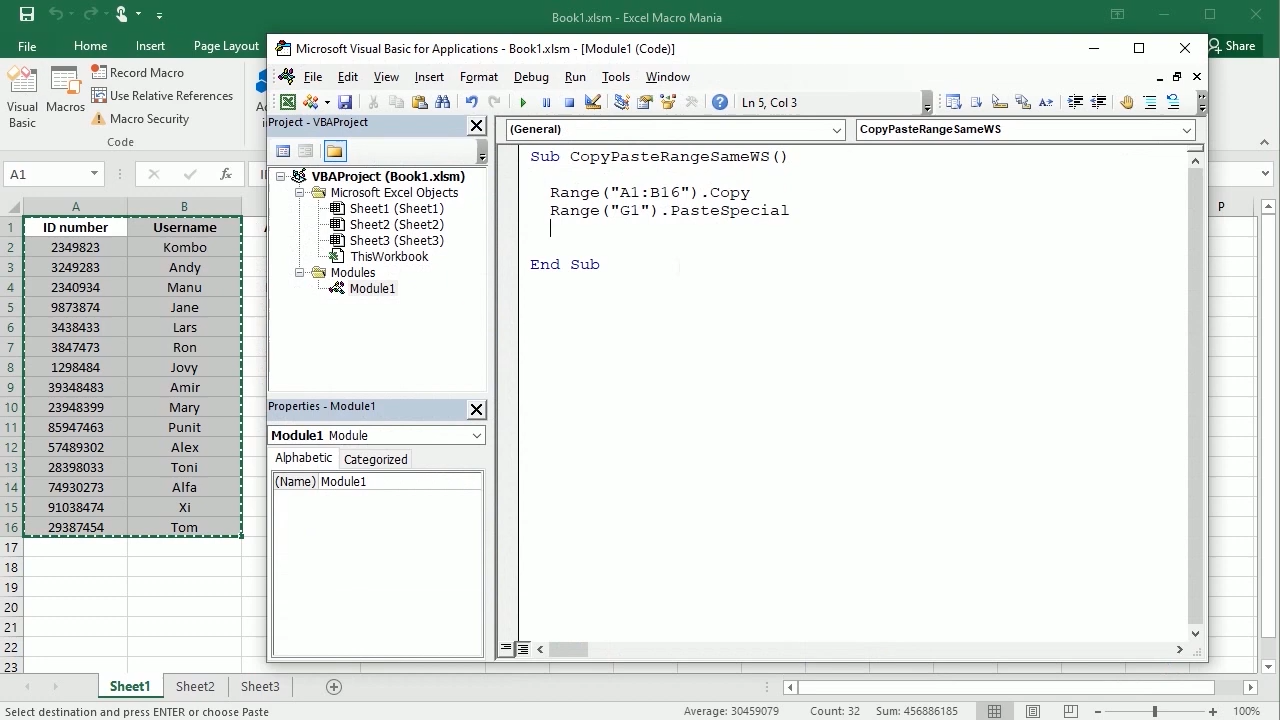 Book1.xlsm - Excel Macro Mania
File Home Insert Page Layout Share
Microsoft Visual Basic for Applications - Book1.xlsm - [Module1 (Code)]
File Edit View Insert Format Debug Run Tools Window
Visual Basic
Macros
Record Macro
Use Relative References
Macro Security
Code
Ln 5, Col 3
Project - VBAProject
VBAProject (Book1.xlsm)
Microsoft Excel Objects
Sheet1 (Sheet1)
Sheet2 (Sheet2)
Sheet3 (Sheet3)
ThisWorkbook
Modules
Module1
Properties - Module1
Module1 Module
Alphabetic Categorized
(Name) Module1
(General) CopyPasteRangeSameWS
Sub CopyPasteRangeSameWS()
Range("A1:B16").Copy
Range("G1").PasteSpecial
End Sub
A1 fx
A B P
1 ID number Username
2 2349823 Kombo
3 3249283 Andy
4 2340934 Manu
5 9873874 Jane
6 3438433 Lars
7 3847473 Ron
8 1298484 Jovy
9 39348483 Amir
10 23948399 Mary
11 85947463 Punit
12 57489302 Alex
13 28398033 Toni
14 74930273 Alfa
15 91038474 Xi
16 29387454 Tom
17
18
19
20
21
22
23
Sheet1 Sheet2 Sheet3
Select destination and press ENTER or choose Paste Average: 30459079 Count: 32 Sum: 456886185 100%